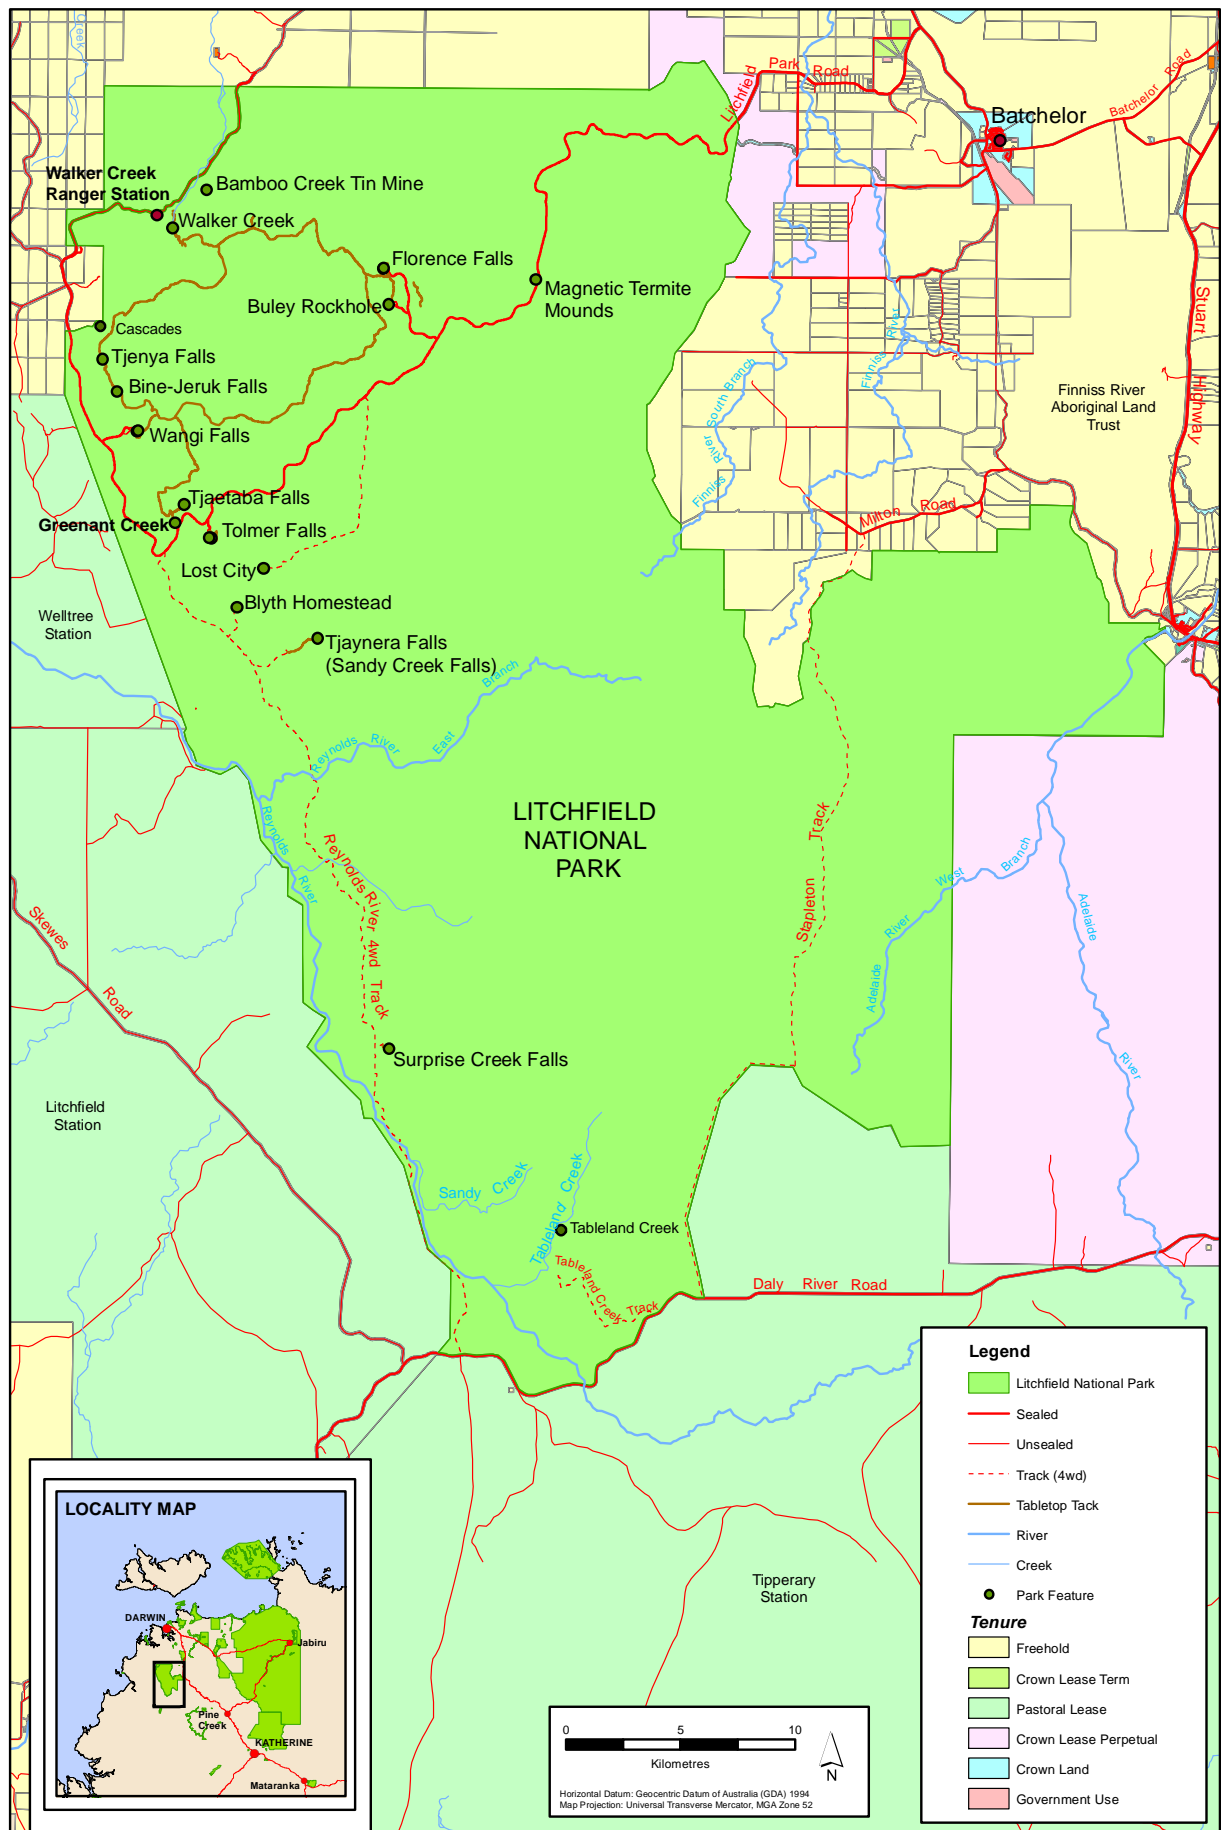 Creek
Litchfield
Park
Road
Batchelor
Road
Batchelor
Walker Creek
Ranger Station
Bamboo Creek Tin Mine
Walker Creek
Florence Falls
Buley Rockhole
Magnetic Termite
Mounds
Cascades
Tjenya Falls
Bine-Jeruk Falls
Wangi Falls
Tjaetaba Falls
Greenant Creek
Tolmer Falls
Lost City
Blyth Homestead
Tjaynera Falls
(Sandy Creek Falls)
Stuart
Highway
Finniss River
Finniss River South Branch
Finniss River
Aboriginal Land
Trust
Milton Road
Welltree
Station
Reynolds River East Branch
Reynolds River
Reynolds River 4wd Track
LITCHFIELD
NATIONAL
PARK
Stapleton Track
Adelaide River West Branch
Adelaide River
Skewes Road
Surprise Creek Falls
Litchfield
Station
Sandy Creek
Tableland Creek
Tableland Creek
Tableland Creek Track
Daly River Road
Tipperary
Station
Legend
Litchfield National Park
Sealed
Unsealed
Track (4wd)
Tabletop Tack
River
Creek
Park Feature
Tenure
Freehold
Crown Lease Term
Pastoral Lease
Crown Lease Perpetual
Crown Land
Government Use
LOCALITY MAP
DARWIN
Jabiru
Pine
Creek
KATHERINE
Mataranka
0 5 10
Kilometres
N
Horizontal Datum: Geocentric Datum of Australia (GDA) 1994
Map Projection: Universal Transverse Mercator, MGA Zone 52